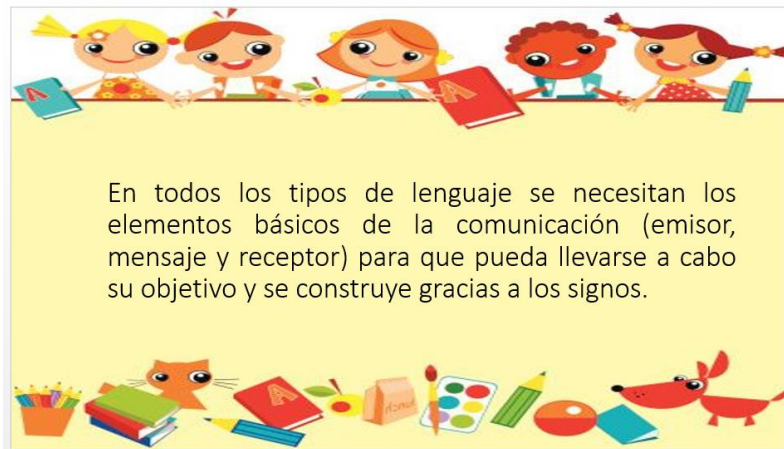 A
A
En todos los tipos de lenguaje se necesitan los
elementos básicos de la comunicación (emisor,
mensaje y receptor) para que pueda llevarse a cabo
su objetivo y se construye gracias a los signos.
A